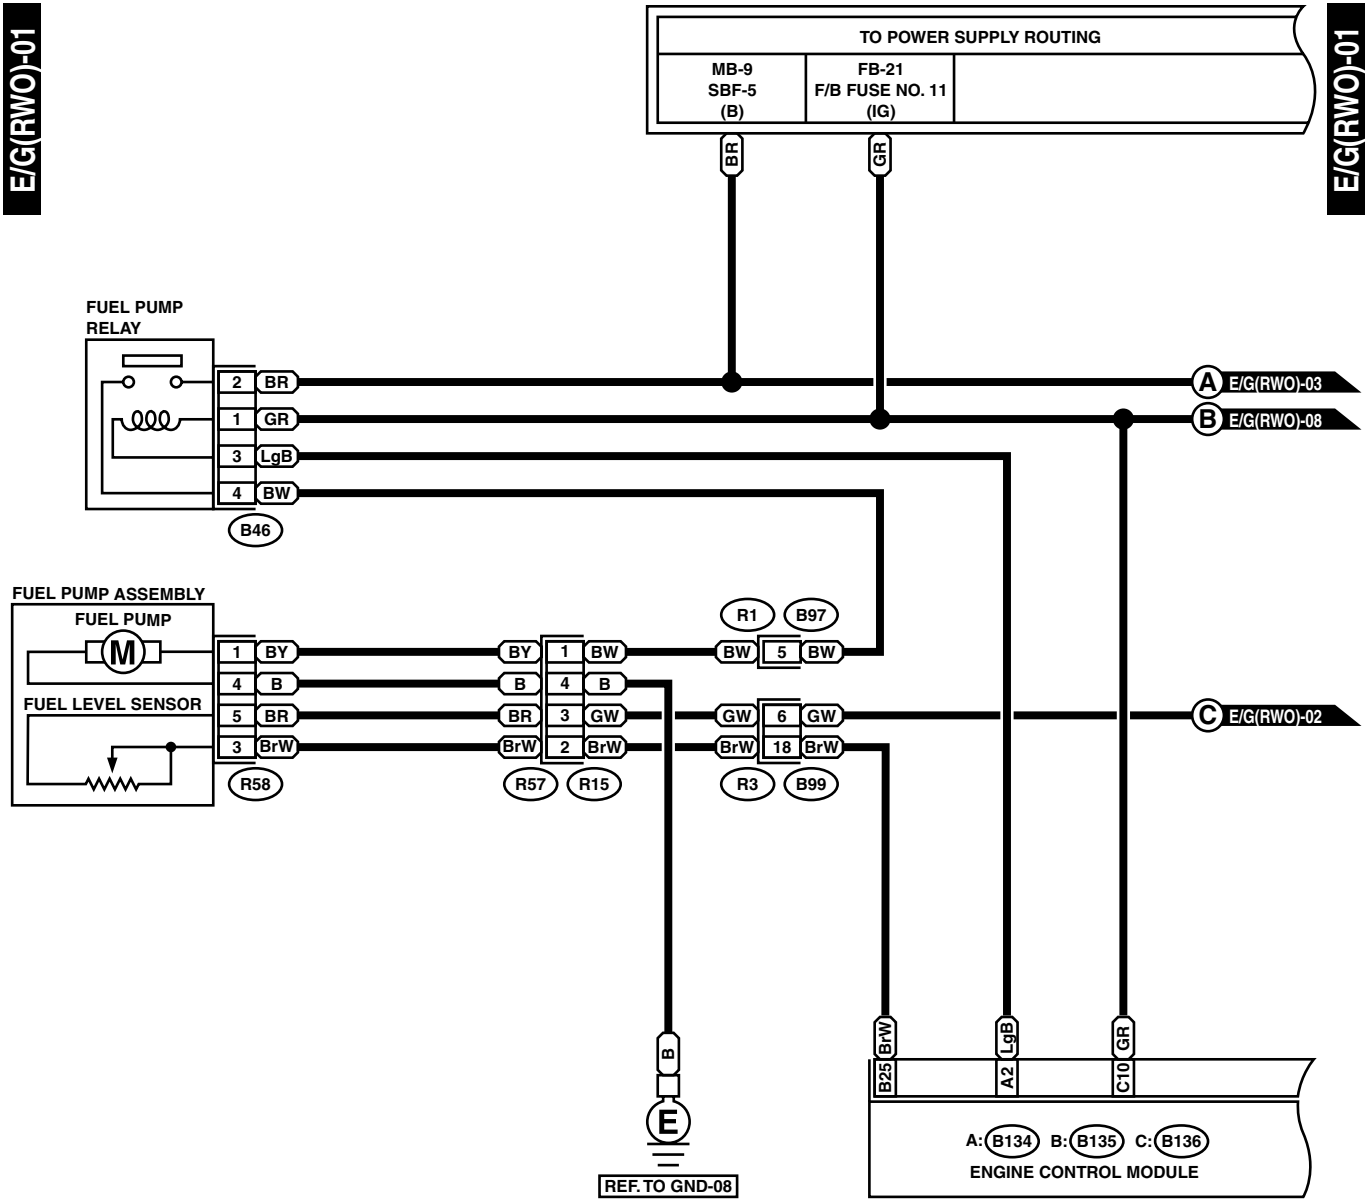 E/G(RWO)-01
E/G(RWO)-01
TO POWER SUPPLY ROUTING
MB-9
SBF-5
(B)
FB-21
F/B FUSE NO. 11
(IG)
BR
GR
FUEL PUMP
RELAY
2 BR
A E/G(RWO)-03
1 GR
B E/G(RWO)-08
3 LgB
4 BW
B46
FUEL PUMP ASSEMBLY
FUEL PUMP
M
R1 B97
1 BY BY 1 BW BW 5 BW
4 B B 4 B
FUEL LEVEL SENSOR
5 BR BR 3 GW GW 6 GW
C E/G(RWO)-02
3 BrW BrW 2 BrW BrW 18 BrW
R58 R57 R15 R3 B99
B
BrW
LgB
GR
B25
A2
C10
E
REF. TO GND-08
A: B134 B: B135 C: B136
ENGINE CONTROL MODULE